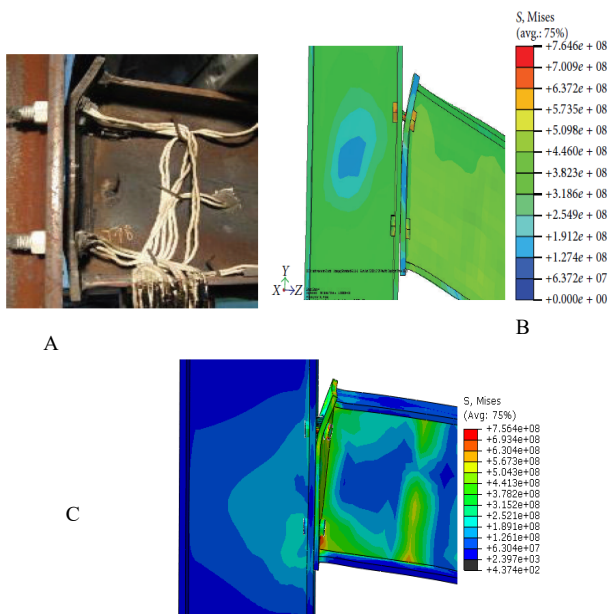 S, Mises
(avg.: 75%)
+7.646e + 08
+7.009e + 08
+6.372e + 08
+5.735e + 08
+5.098e + 08
+4.460e + 08
+3.823e + 08
+3.186e + 08
+2.549e + 08
+1.912e + 08
+1.274e + 08
+6.372e + 07
+0.000e + 00
Y
X
Z
A
B
S, Mises
(Avg: 75%)
+7.564e+08
+6.934e+08
+6.304e+08
+5.673e+08
+5.043e+08
+4.413e+08
+3.782e+08
+3.152e+08
+2.521e+08
+1.891e+08
+1.261e+08
+6.304e+07
+2.397e+03
+4.374e+02
C